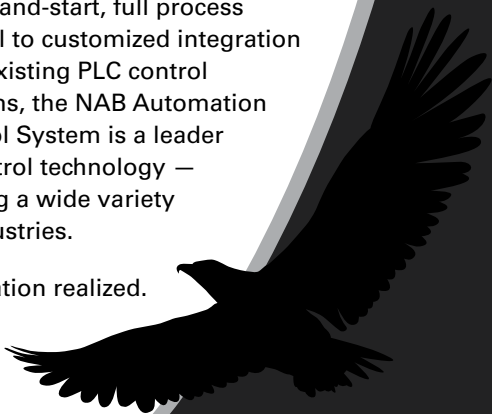 and-start, full process
l to customized integration
xisting PLC control
ns, the NAB Automation
ol System is a leader
trol technology —
g a wide variety
ustries.
tion realized.